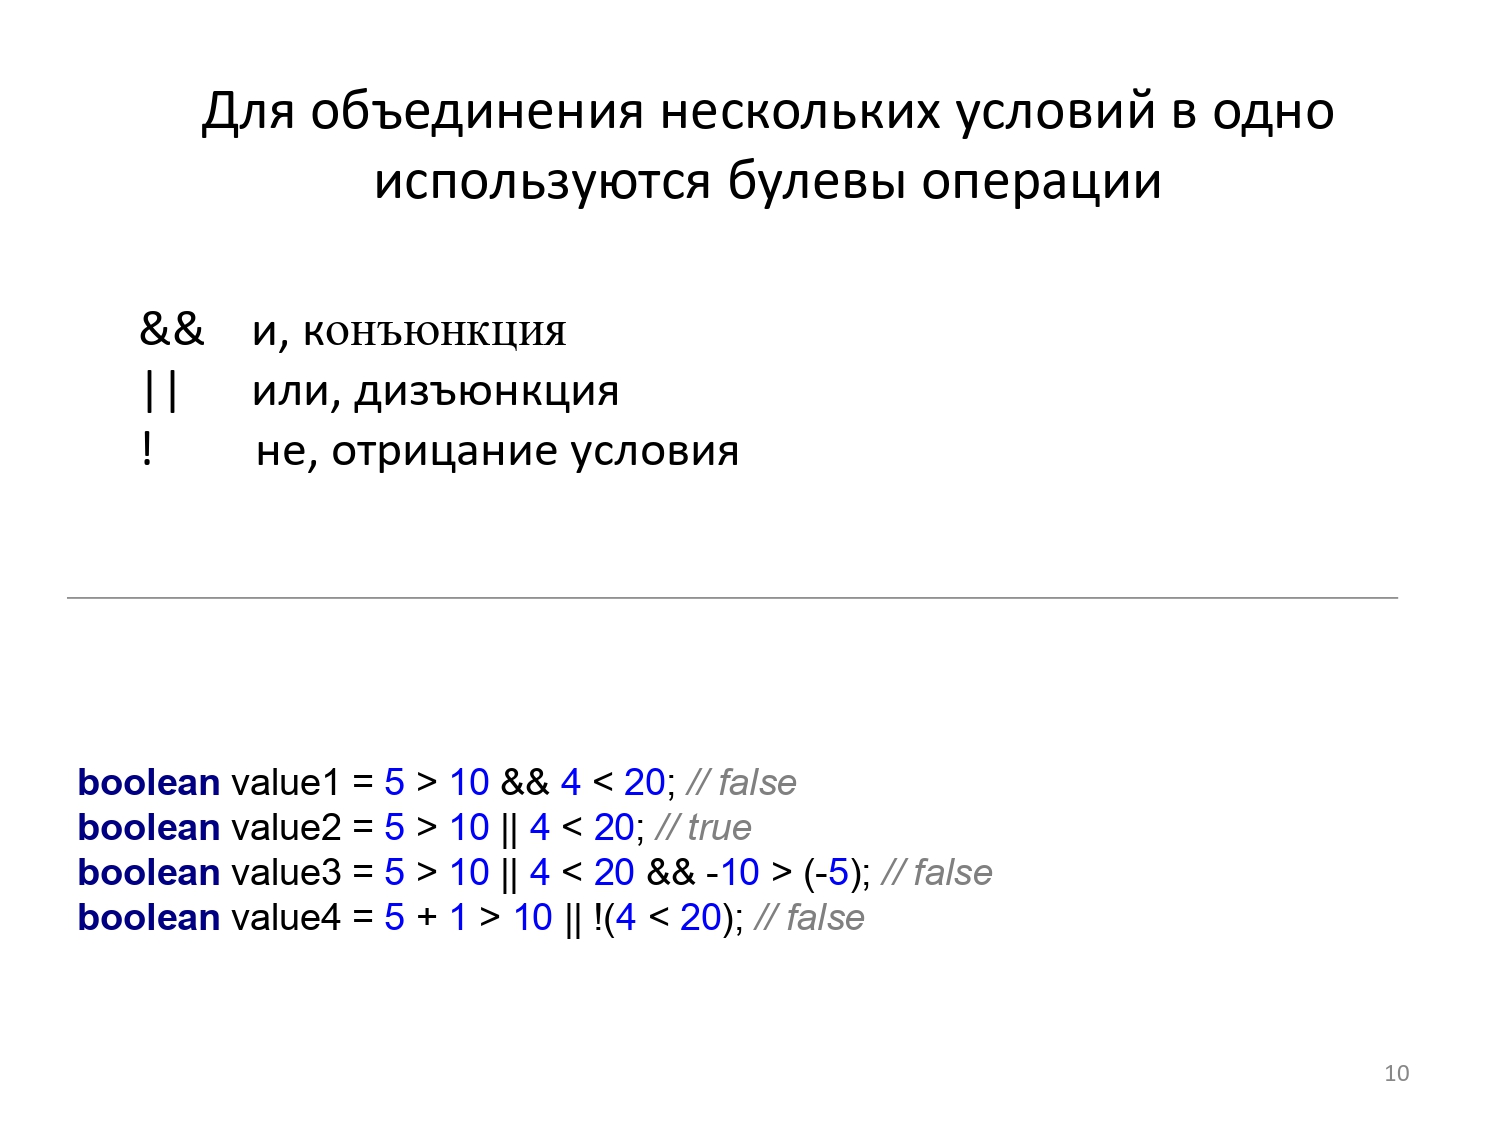 Для объединения нескольких условий в одно
используются булевы операции
&& и, конъюнкция
|| или, дизъюнкция
! не, отрицание условия
boolean value1 = 5 > 10 && 4 < 20; // false
boolean value2 = 5 > 10 || 4 < 20; // true
boolean value3 = 5 > 10 || 4 < 20 && -10 > (-5); // false
boolean value4 = 5 + 1 > 10 || !(4 < 20); // false
10